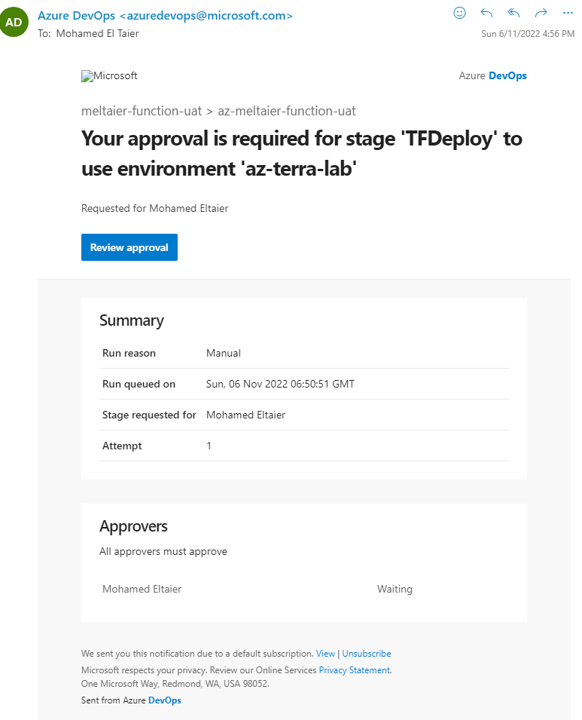 AD
Azure DevOps <azuredevops@microsoft.com>
To: Mohamed El Taier
Sun 6/11/2022 4:56 PM
Microsoft
Azure DevOps
meltaier-function-uat > az-meltaier-function-uat
Your approval is required for stage 'TFDeploy' to
use environment 'az-terra-lab'
Requested for Mohamed Eltaier
Review approval
Summary
Run reason Manual
Run queued on Sun, 06 Nov 2022 06:50:51 GMT
Stage requested for Mohamed Eltaier
Attempt 1
Approvers
All approvers must approve
Mohamed Eltaier Waiting
We sent you this notification due to a default subscription. View | Unsubscribe
Microsoft respects your privacy. Review our Online Services Privacy Statement.
One Microsoft Way, Redmond, WA, USA 98052.
Sent from Azure DevOps